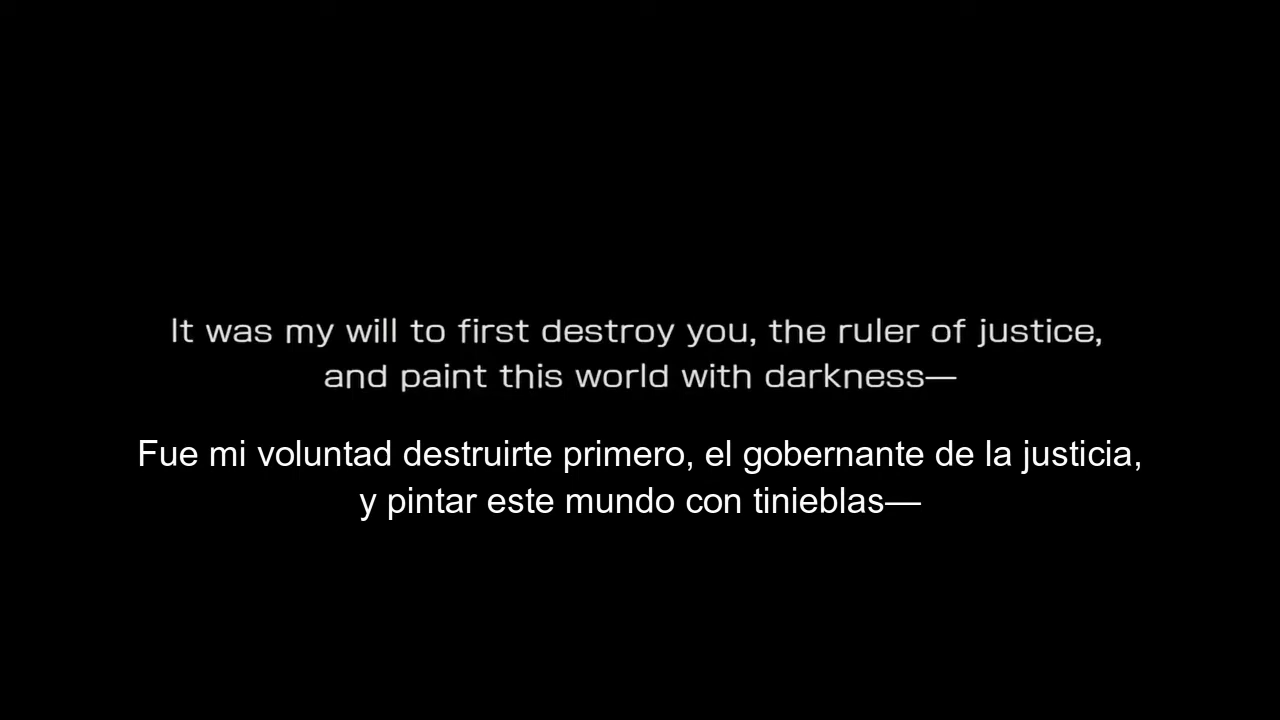 It was my will to first destroy you, the ruler of justice,
and paint this world with darkness—
Fue mi voluntad destruirte primero, el gobernante de la justicia,
y pintar este mundo con tinieblas—